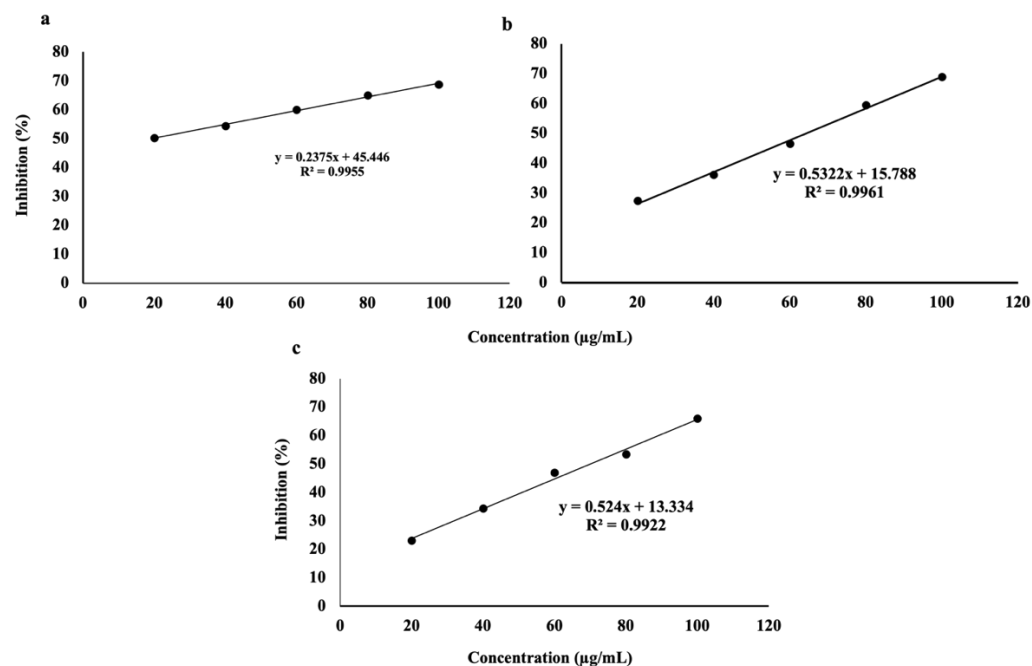 a
80
70
60
50
40
30
20
10
0
Inhibition (%)
y = 0.2375x + 45.446
R² = 0.9955
0 20 40 60 80 100 120
b
80
70
60
50
40
30
20
10
0
y = 0.5322x + 15.788
R² = 0.9961
0 20 40 60 80 100 120
Concentration (µg/mL)
c
80
70
60
50
40
30
20
10
0
Inhibition (%)
y = 0.524x + 13.334
R² = 0.9922
0 20 40 60 80 100 120
Concentration (µg/mL)